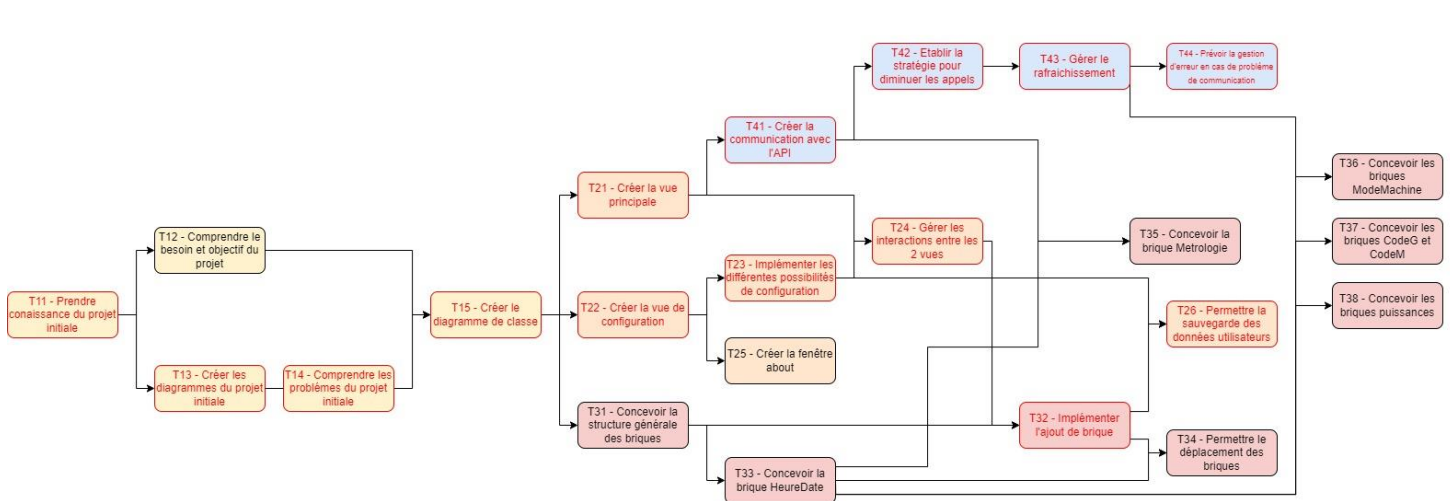 T42 - Etablir la
stratégie pour
diminuer les appels
T43 - Gérer le
rafraichissement
T44 - Prévoir la gestion
d'erreur en cas de problème
de communication
T41 - Créer la
communication avec
l'API
T36 - Concevoir les
briques
ModeMachine
T21 - Créer la vue
principale
T24 - Gérer les
interactions entre les
2 vues
T35 - Concevoir la
brique Metrologie
T37 - Concevoir les
briques CodeG et
CodeM
T12 - Comprendre le
besoin et objectif du
projet
T23 - Implémenter les
différentes possibilités
de configuration
T11 - Prendre
conaissance du projet
initiale
T15 - Créer le
diagramme de classe
T22 - Créer la vue de
configuration
T38 - Concevoir les
briques puissances
T26 - Permettre la
sauvegarde des
données utilisateurs
T25 - Créer la fenêtre
about
T13 - Créer les
diagrammes du projet
initiale
T14 - Comprendre les
problèmes du projet
initiale
T31 - Concevoir la
structure générale
des briques
T32 - Implémenter
l'ajout de brique
T34 - Permettre le
déplacement des
briques
T33 - Concevoir la
brique HeureDate